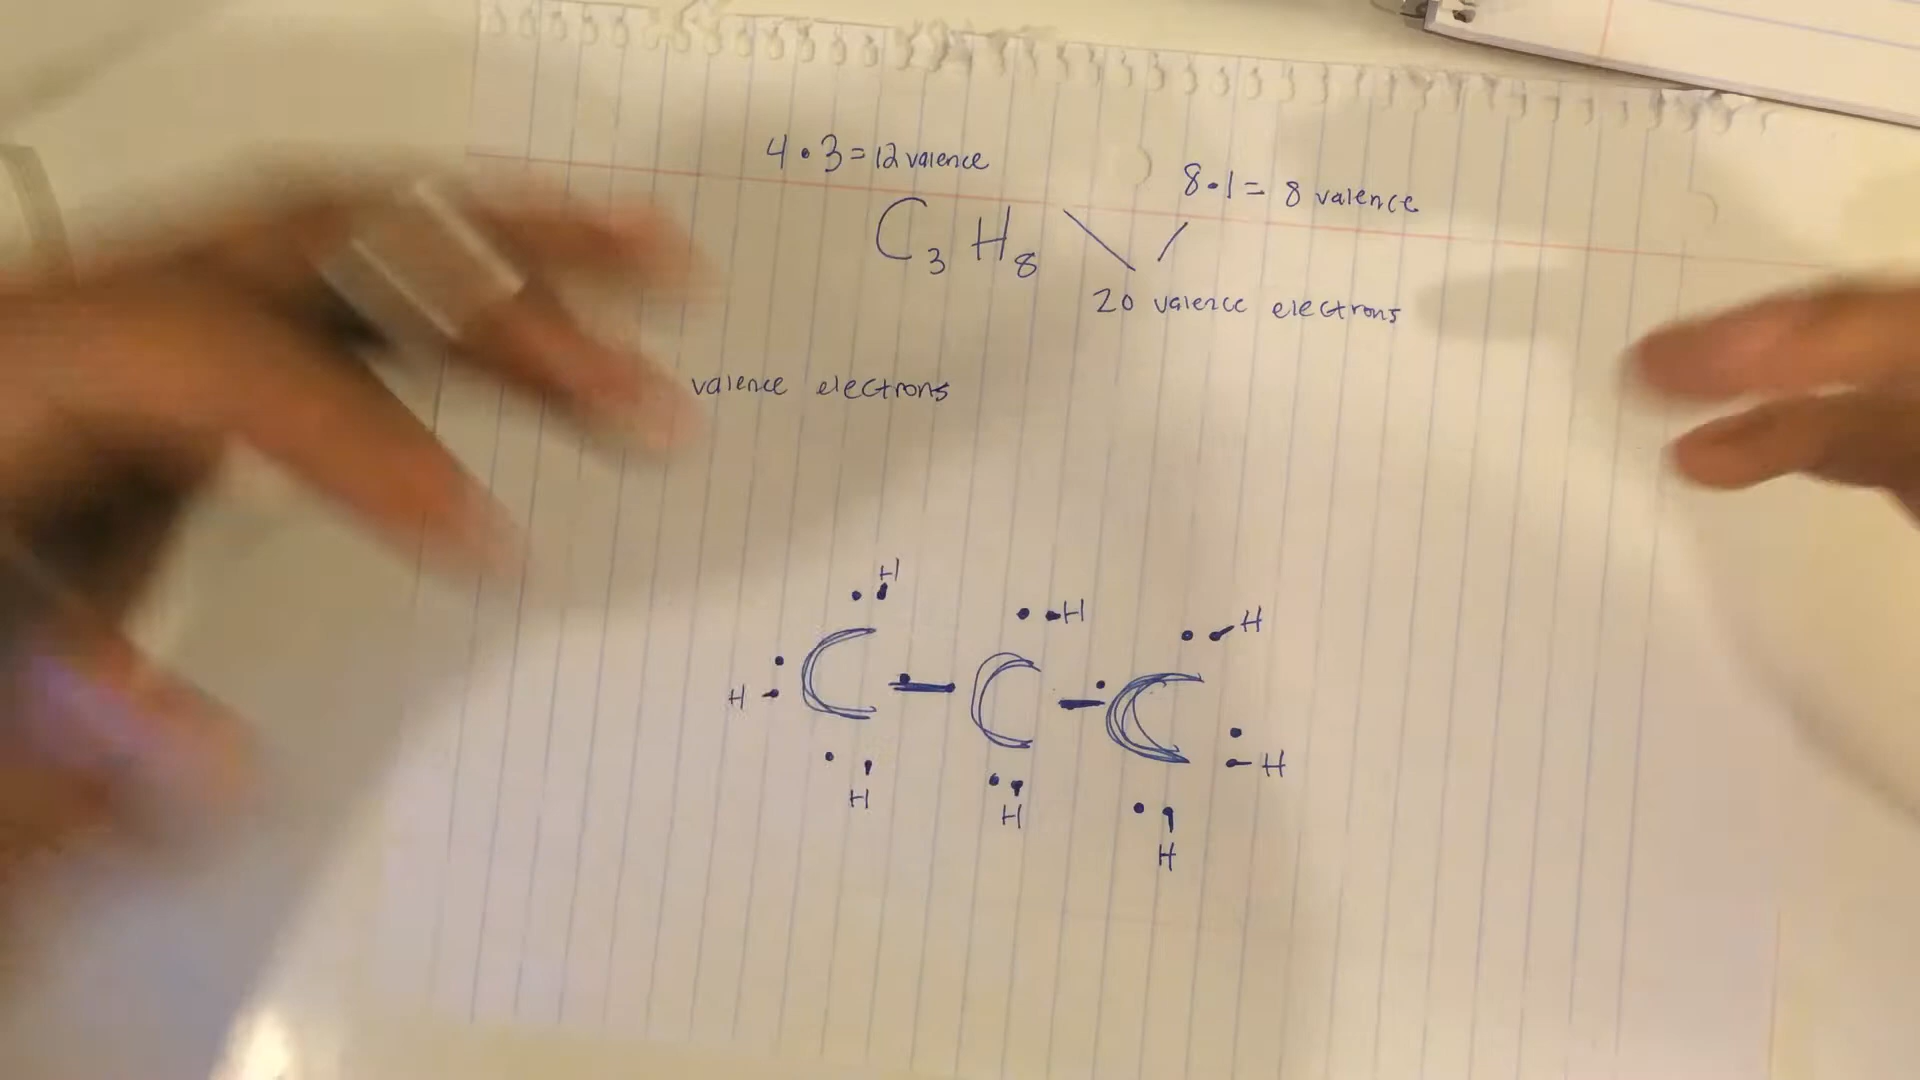 4 • 3 = 12 valence
8 • 1 = 8 valence
C3 H8
20 valence electrons
valence electrons
H
H
H
H C - C - C
H
H H
H